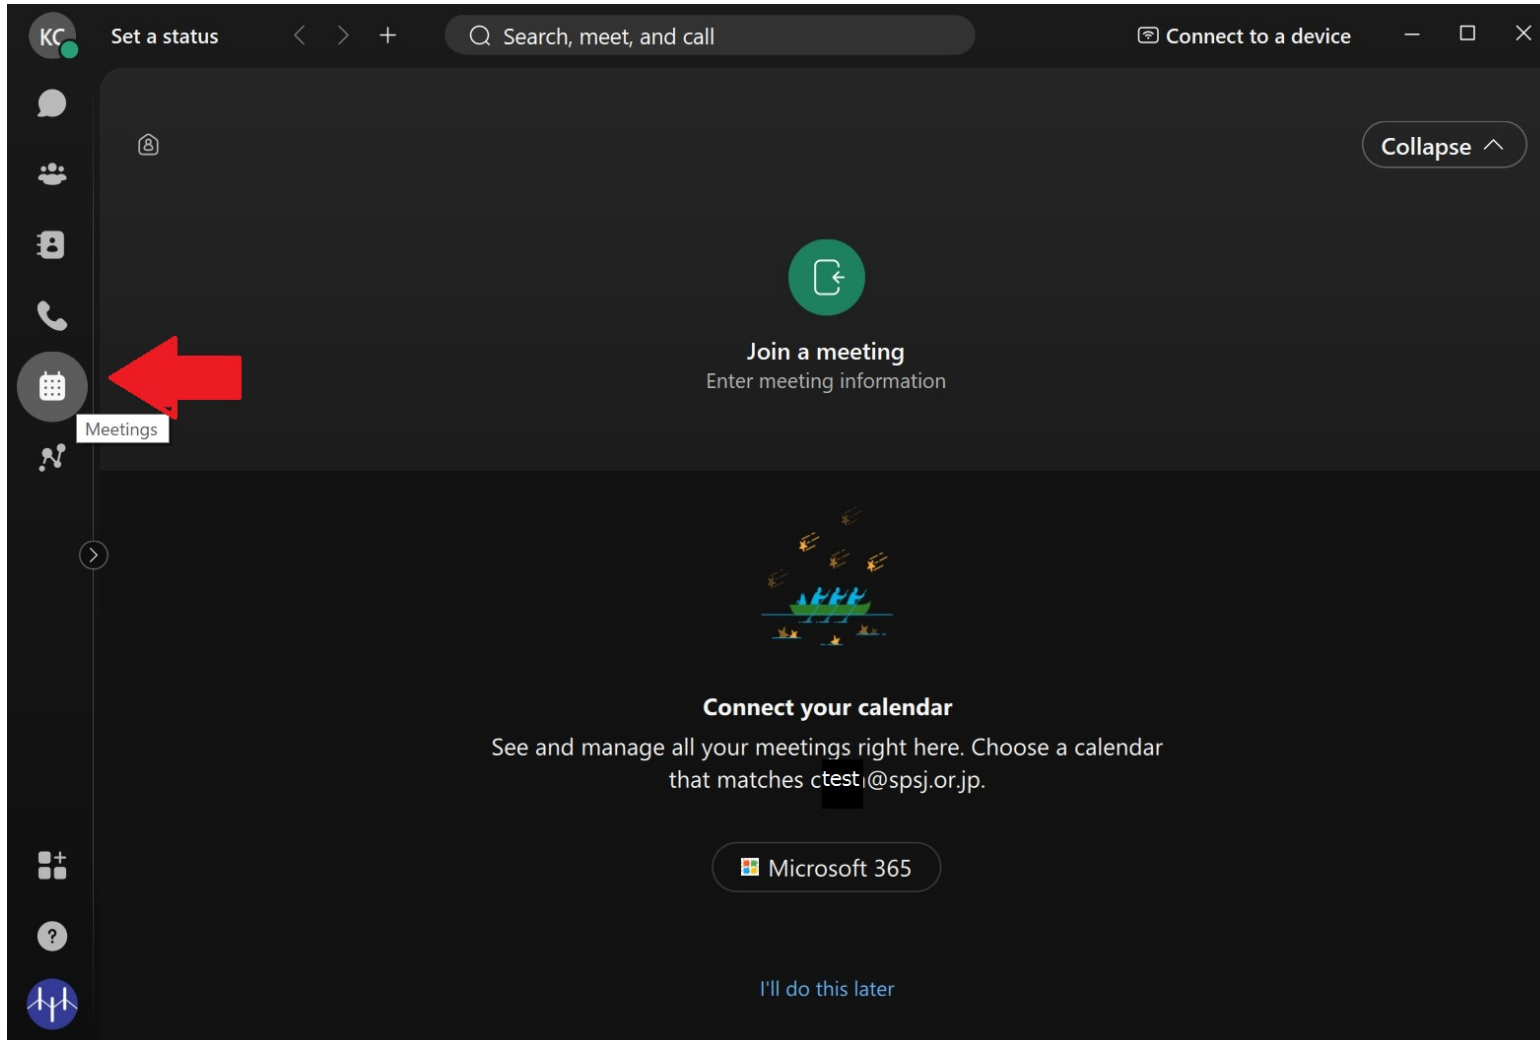 KC Set a status Search, meet, and call Connect to a device
Collapse
Join a meeting
Enter meeting information
Meetings
Connect your calendar
See and manage all your meetings right here. Choose a calendar
that matches ctest@spsj.or.jp.
Microsoft 365
I'll do this later